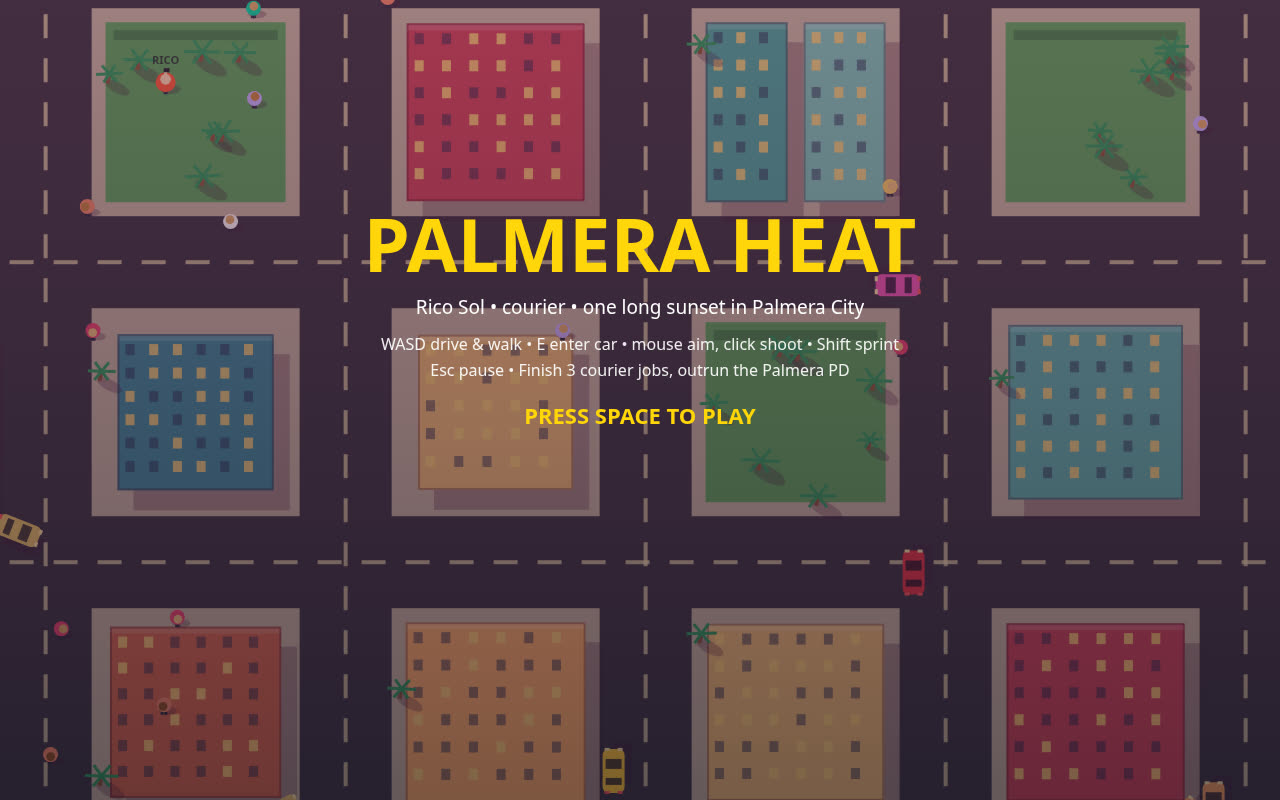 RICO
PALMERA HEAT
Rico Sol • courier • one long sunset in Palmera City
WASD drive & walk • E enter car • mouse aim, click shoot • Shift sprint
Esc pause • Finish 3 courier jobs, outrun the Palmera PD
PRESS SPACE TO PLAY